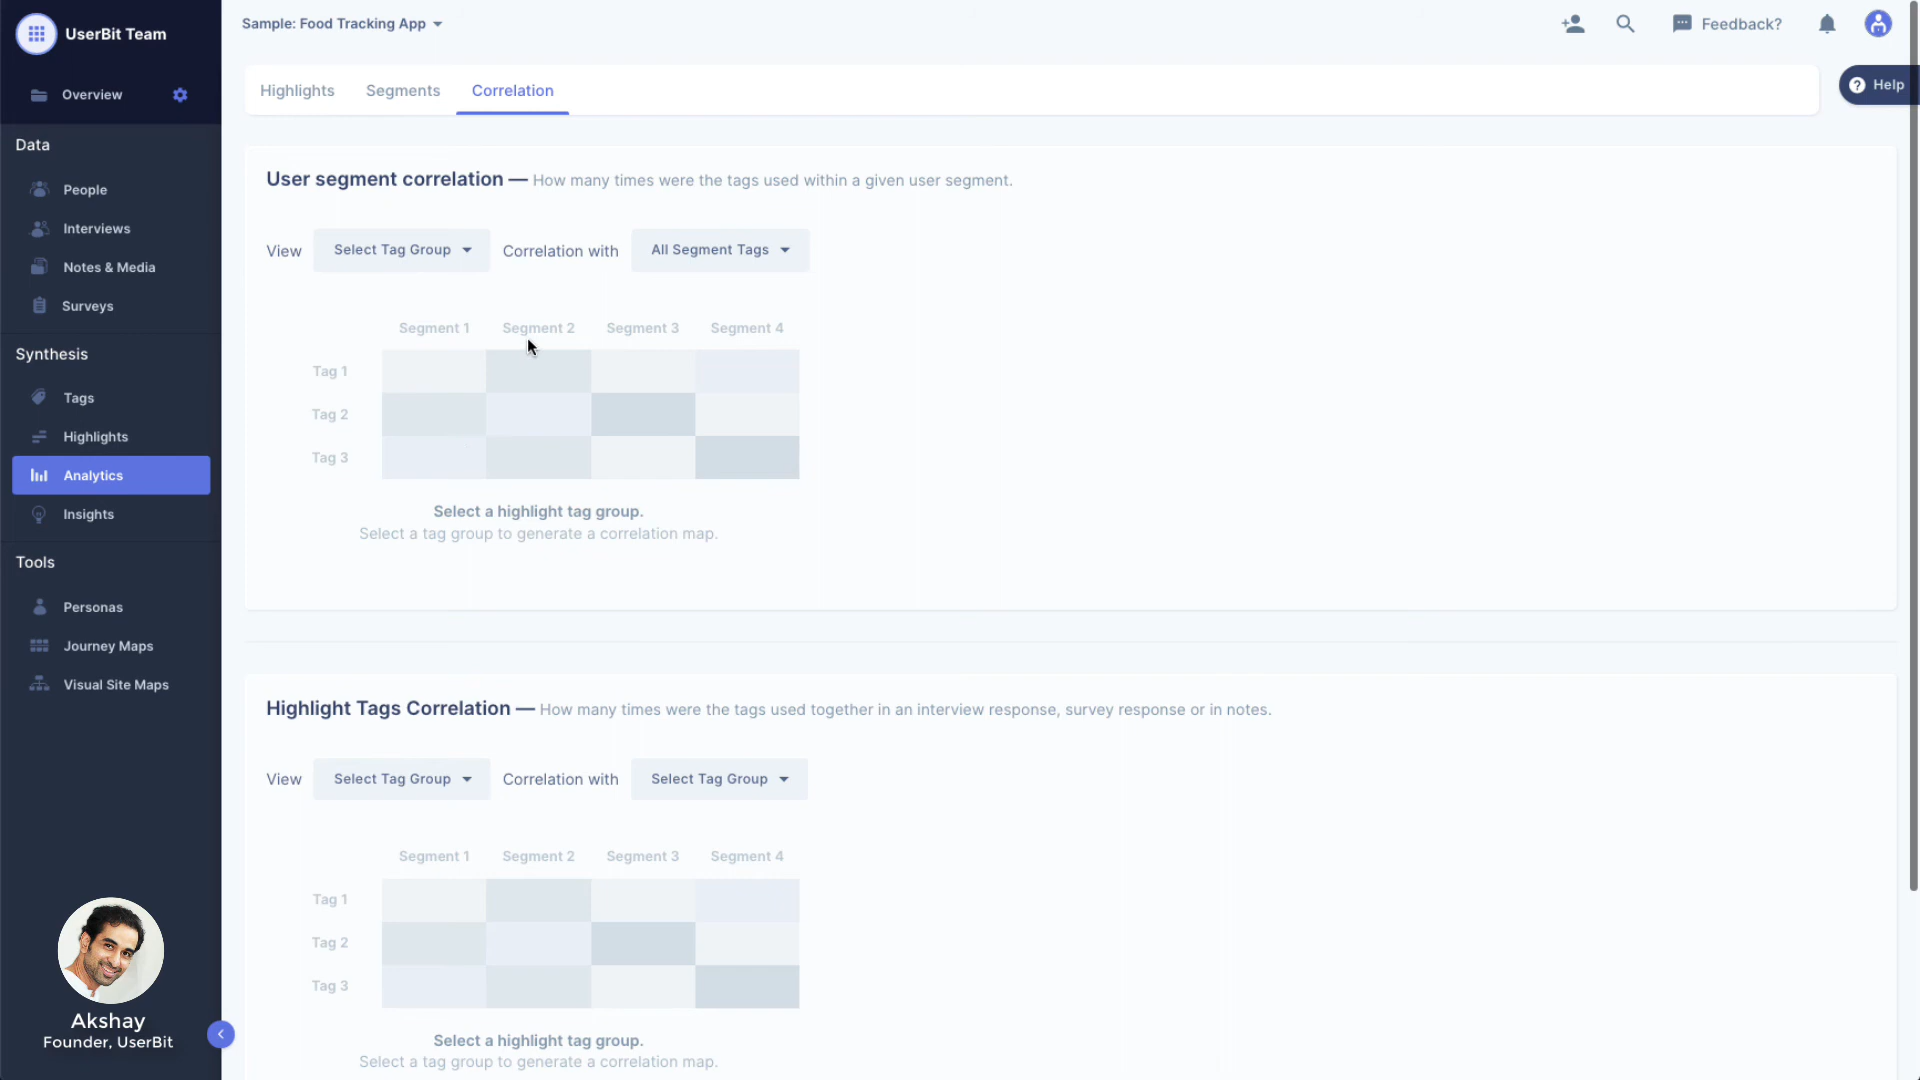 UserBit Team
Overview
Data
People
Interviews
Notes & Media
Surveys
Synthesis
Tags
Highlights
Analytics
Insights
Tools
Personas
Journey Maps
Visual Site Maps
Akshay
Founder, UserBit
Sample: Food Tracking App
Feedback?
Help
Highlights Segments Correlation
User segment correlation — How many times were the tags used within a given user segment.
View Select Tag Group Correlation with All Segment Tags
Segment 1 Segment 2 Segment 3 Segment 4
Tag 1
Tag 2
Tag 3
Select a highlight tag group.
Select a tag group to generate a correlation map.
Highlight Tags Correlation — How many times were the tags used together in an interview response, survey response or in notes.
View Select Tag Group Correlation with Select Tag Group
Segment 1 Segment 2 Segment 3 Segment 4
Tag 1
Tag 2
Tag 3
Select a highlight tag group.
Select a tag group to generate a correlation map.